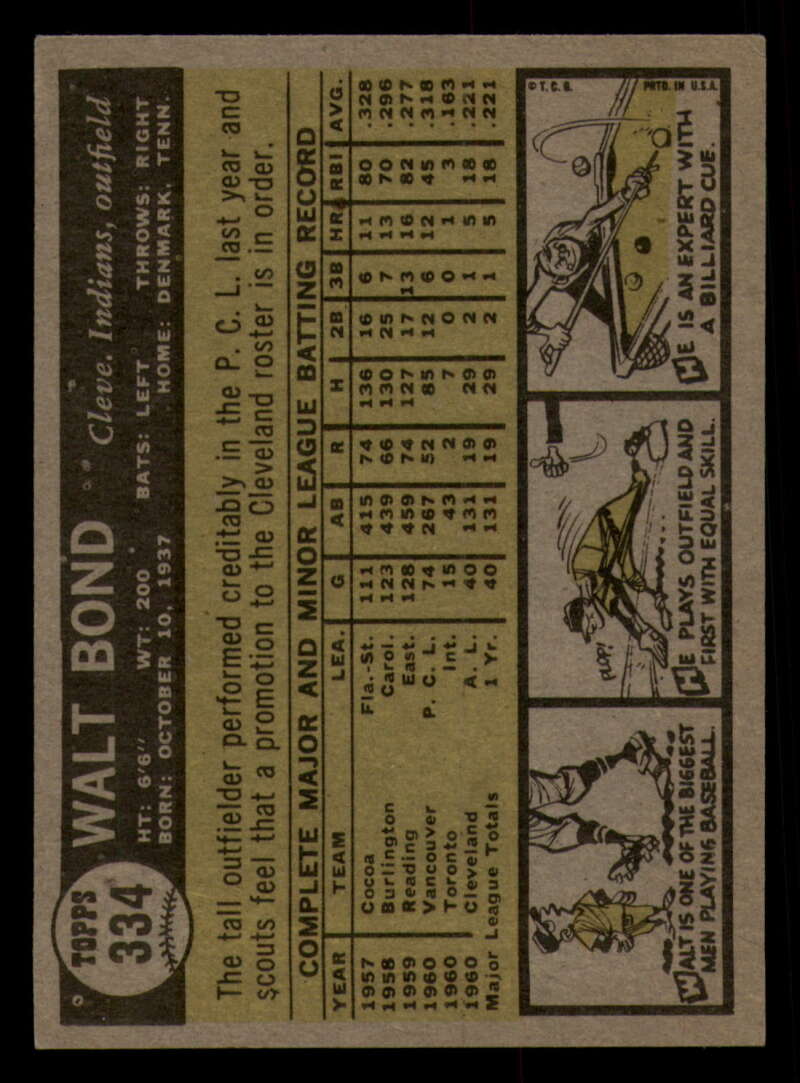 TOPPS
334
WALT BOND Cleve. Indians, outfield
HT: 6'6" WT: 200 BATS: LEFT THROWS: RIGHT
BORN: OCTOBER 10, 1937 HOME: DENMARK, TENN.
The tall outfielder performed creditably in the P. C. L. last year and
scouts feel that a promotion to the Cleveland roster is in order.
COMPLETE MAJOR AND MINOR LEAGUE BATTING RECORD
YEAR TEAM LEA. G AB R H 2B 3B HR RBI AVG.
1957 Cocoa Fla.-St. 111 415 74 136 16 6 11 80 .328
1958 Burlington Carol. 123 439 66 130 25 7 13 70 .296
1959 Reading East. 128 459 74 127 17 13 16 82 .277
1960 Vancouver P. C. L. 74 267 52 85 12 6 12 45 .318
1960 Toronto Int. 15 43 2 7 0 0 1 3 .163
1960 Cleveland A. L. 40 131 19 29 2 1 5 18 .221
Major League Totals 1 Yr. 40 131 19 29 2 1 5 18 .221
WALT IS ONE OF THE BIGGEST
MEN PLAYING BASEBALL.
PLOP!
HE PLAYS OUTFIELD AND
FIRST WITH EQUAL SKILL.
© T. C. G. PRTD. IN U.S.A.
HE IS AN EXPERT WITH
A BILLIARD CUE.